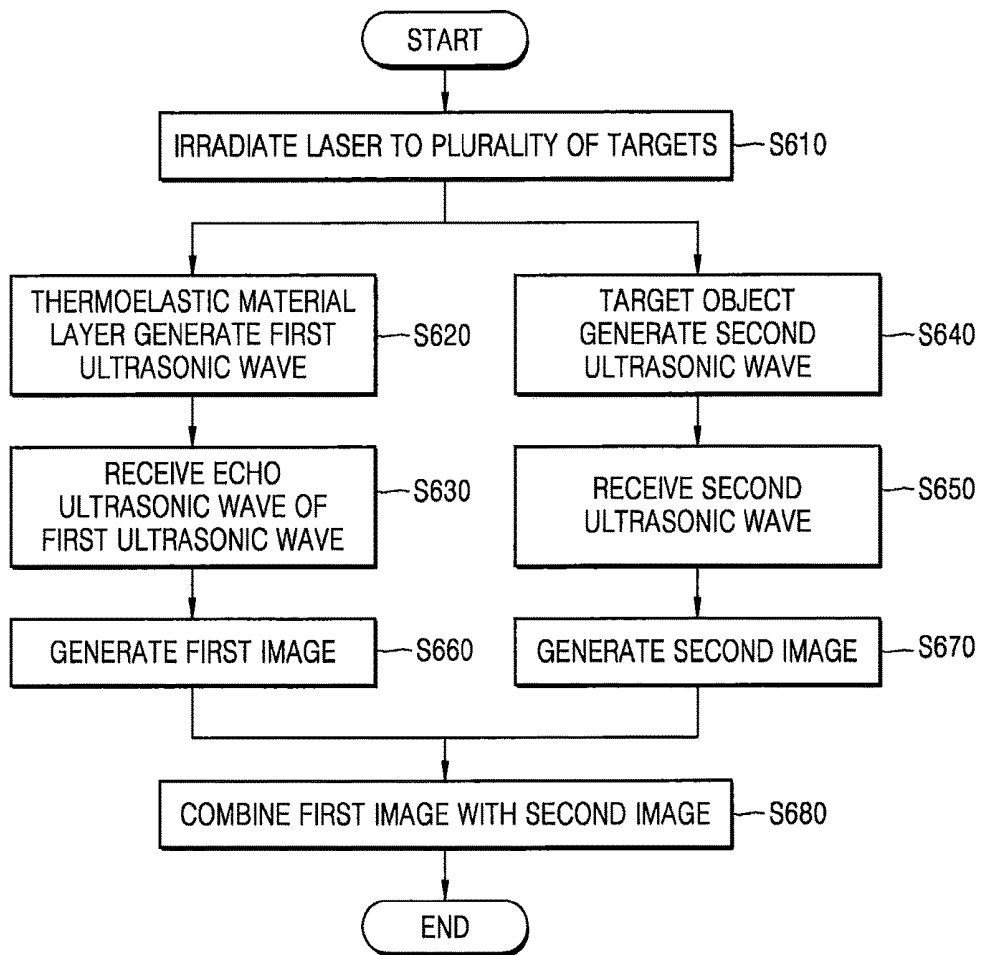 START
IRRADIATE LASER TO PLURALITY OF TARGETS
S610
THERMOELASTIC MATERIAL
LAYER GENERATE FIRST
ULTRASONIC WAVE
S620
TARGET OBJECT
GENERATE SECOND
ULTRASONIC WAVE
S640
RECEIVE ECHO
ULTRASONIC WAVE OF
FIRST ULTRASONIC WAVE
S630
RECEIVE SECOND
ULTRASONIC WAVE
S650
GENERATE FIRST IMAGE
S660
GENERATE SECOND IMAGE
S670
COMBINE FIRST IMAGE WITH SECOND IMAGE
S680
END